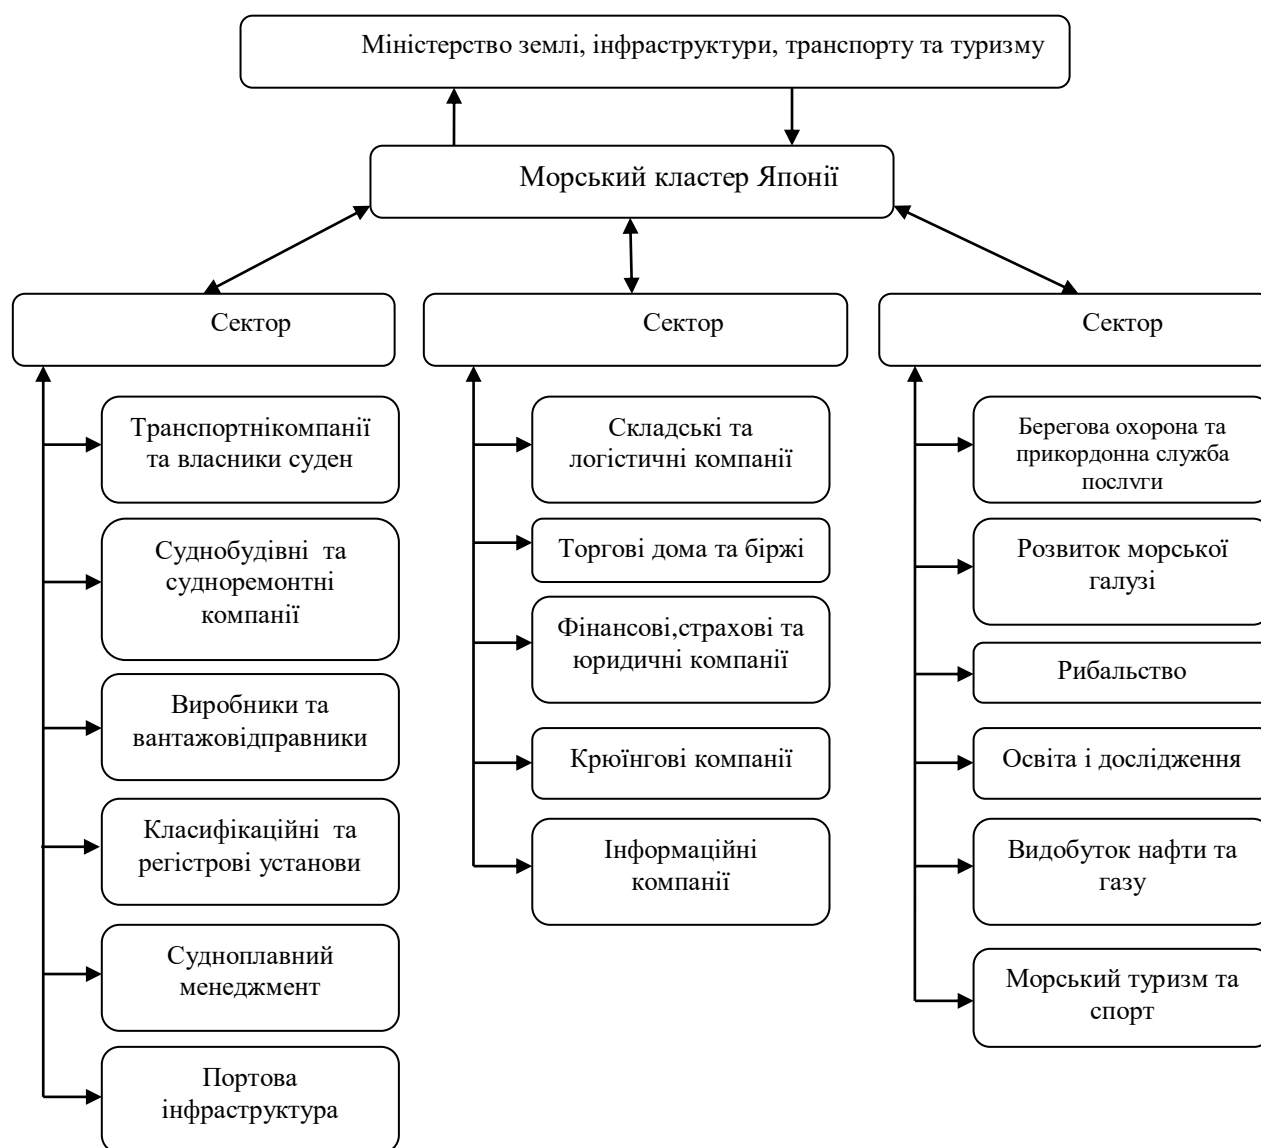 Міністерство землі, інфраструктури, транспорту та туризму
Морський кластер Японії
Сектор
Транспортнікомпанії
та власники суден
Суднобудівні та
судноремонтні
компанії
Виробники та
вантажовідправники
Класифікаційні та
регістрові установи
Судноплавний
менеджмент
Портова
інфраструктура
Сектор
Складські та
логістичні компанії
Торгові дома та біржі
Фінансові,страхові та
юридичні компанії
Крюїнгові компанії
Інформаційні
компанії
Сектор
Берегова охорона та
прикордонна служба
послуги
Розвиток морської
галузі
Рибальство
Освіта і дослідження
Видобуток нафти та
газу
Морський туризм та
спорт